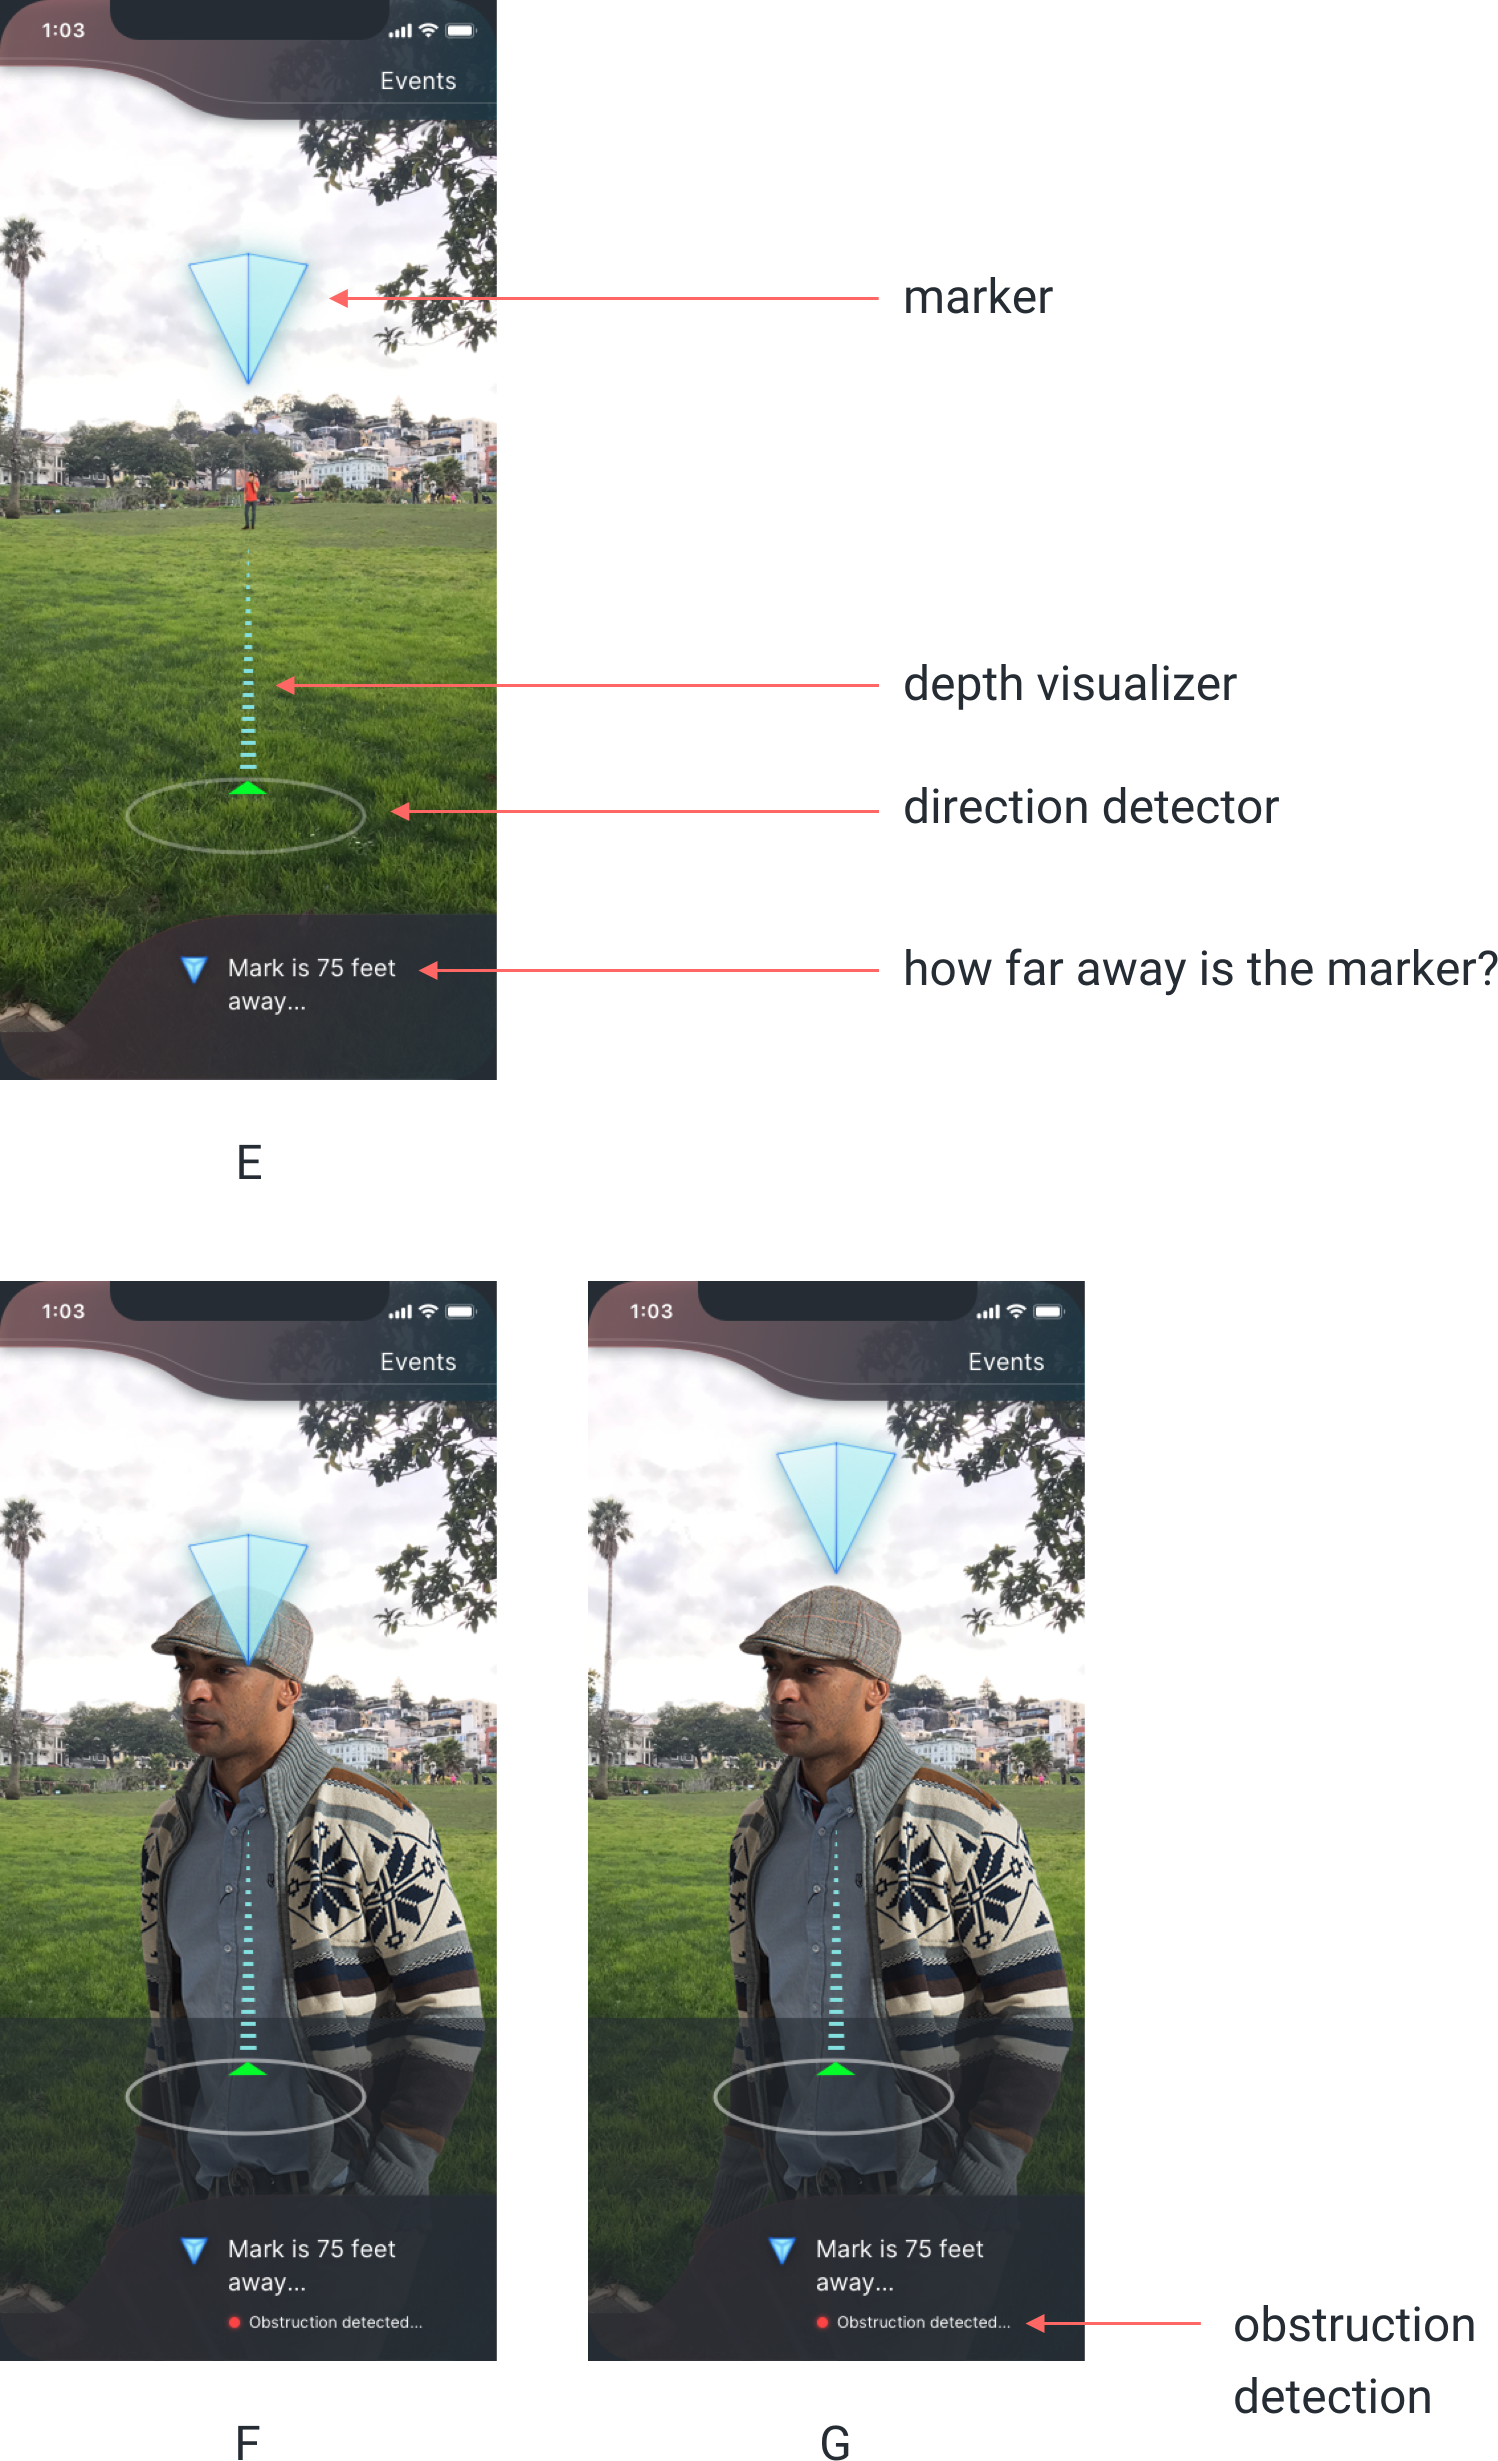 1:03
Events
marker
depth visualizer
direction detector
Mark is 75 feet
away...
how far away is the marker?
E
1:03
Events
Mark is 75 feet
away...
Obstruction detected...
F
1:03
Events
Mark is 75 feet
away...
Obstruction detected...
G
obstruction
detection